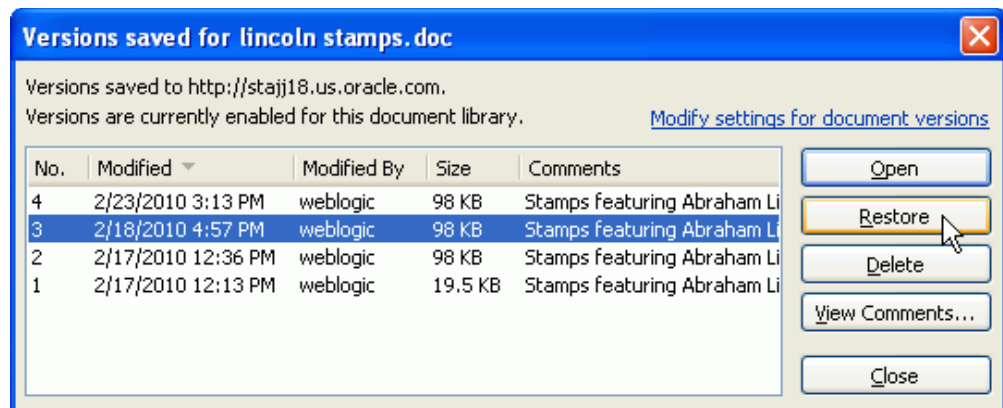 Versions saved for lincoln stamps.doc
Versions saved to http://stajj18.us.oracle.com.
Versions are currently enabled for this document library.
Modify settings for document versions
No. Modified Modified By Size Comments
4 2/23/2010 3:13 PM weblogic 98 KB Stamps featuring Abraham Li
3 2/18/2010 4:57 PM weblogic 98 KB Stamps featuring Abraham Li
2 2/17/2010 12:36 PM weblogic 98 KB Stamps featuring Abraham Li
1 2/17/2010 12:13 PM weblogic 19.5 KB Stamps featuring Abraham Li
Open
Restore
Delete
View Comments...
Close